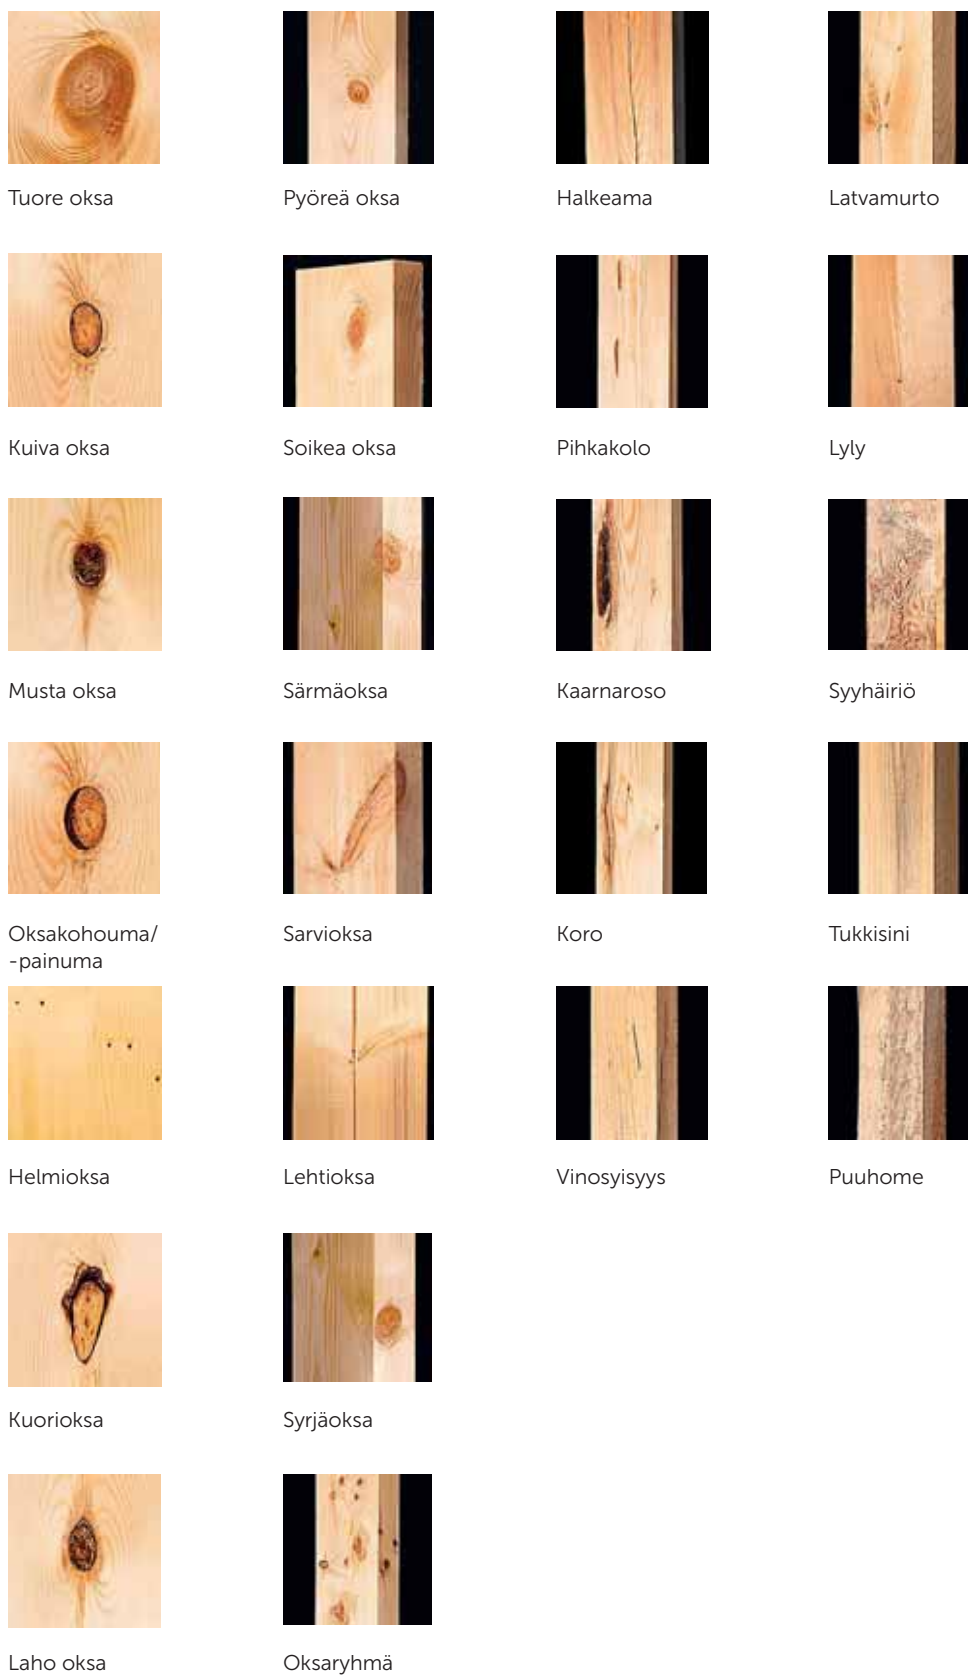 Tuore oksa
Pyöreä oksa
Halkeama
Latvamurto
Kuiva oksa
Soikea oksa
Pihkakolo
Lyly
Musta oksa
Särmäoksa
Kaarnaroso
Syyhäiriö
Oksakohouma/
-painuma
Sarvioksa
Koro
Tukkisini
Helmioksa
Lehtioksa
Vinosyisyys
Puuhome
Kuorioksa
Syrjäoksa
Laho oksa
Oksaryhmä